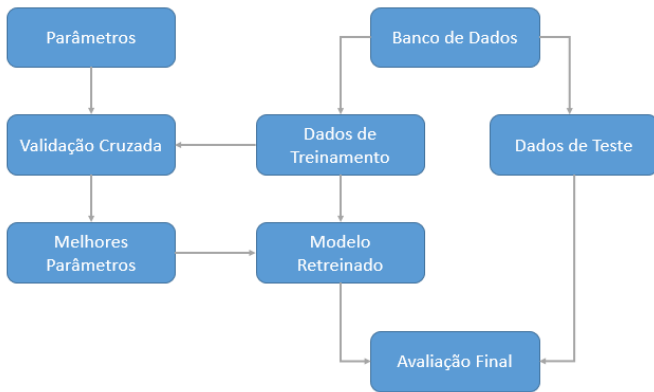 Parâmetros
Banco de Dados
Validação Cruzada
Dados de
Treinamento
Dados de Teste
Melhores
Parâmetros
Modelo
Retreinado
Avaliação Final